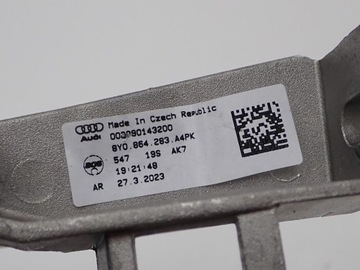 Made In Czech Republic
Audi 003090143200
8Y0.864.283.A4PK
547 19S AK7
19:21:48
AR 27.3.2023